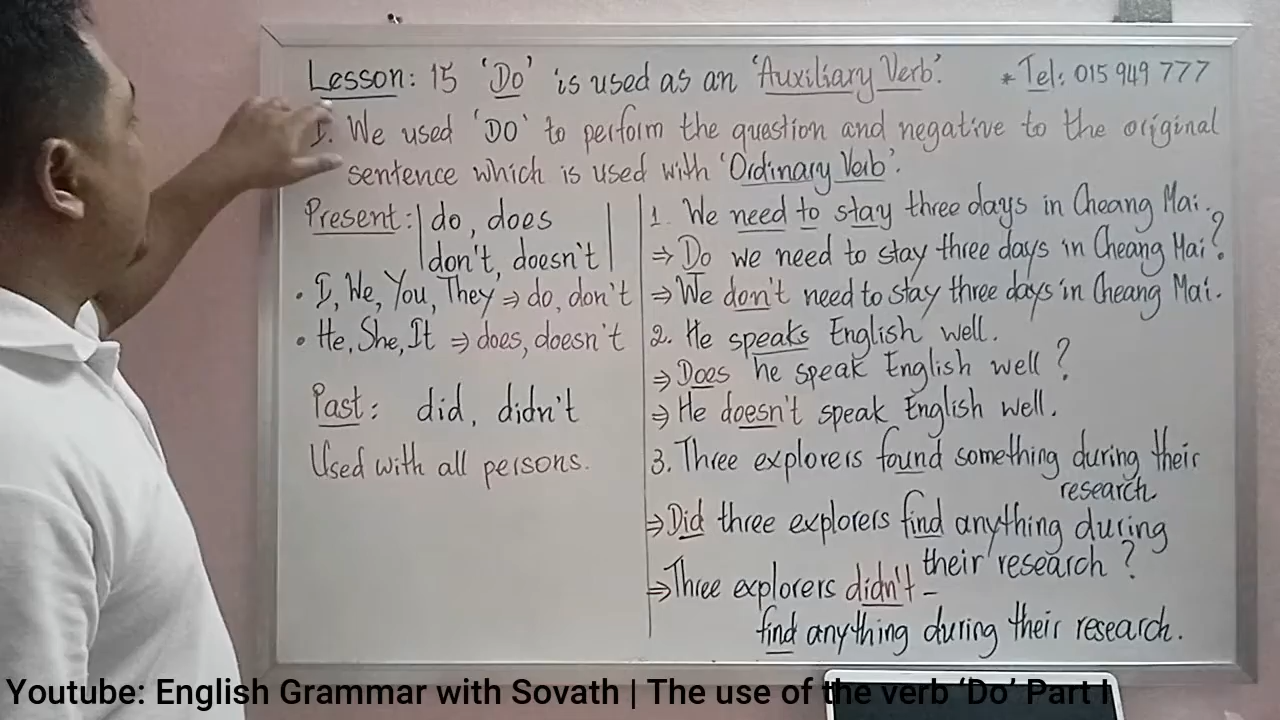 Lesson: 15 'Do' is used as an 'Auxiliary Verb'.
* Tel: 015 949 777
I. We used 'DO' to perform the question and negative to the original
sentence which is used with 'Ordinary Verb'.
Present: do, does
don't, doesn't
• I, We, You, They ⇒ do, don't
• He, She, It ⇒ does, doesn't
Past: did, didn't
Used with all persons.
1. We need to stay three days in Cheang Mai.
⇒ Do we need to stay three days in Cheang Mai?
⇒ We don't need to stay three days in Cheang Mai.
2. He speaks English well.
⇒ Does he speak English well?
⇒ He doesn't speak English well.
3. Three explorers found something during their
research.
⇒ Did three explorers find anything during
their research?
⇒ Three explorers didn't –
find anything during their research.
Youtube: English Grammar with Sovath | The use of the verb 'Do' Part I